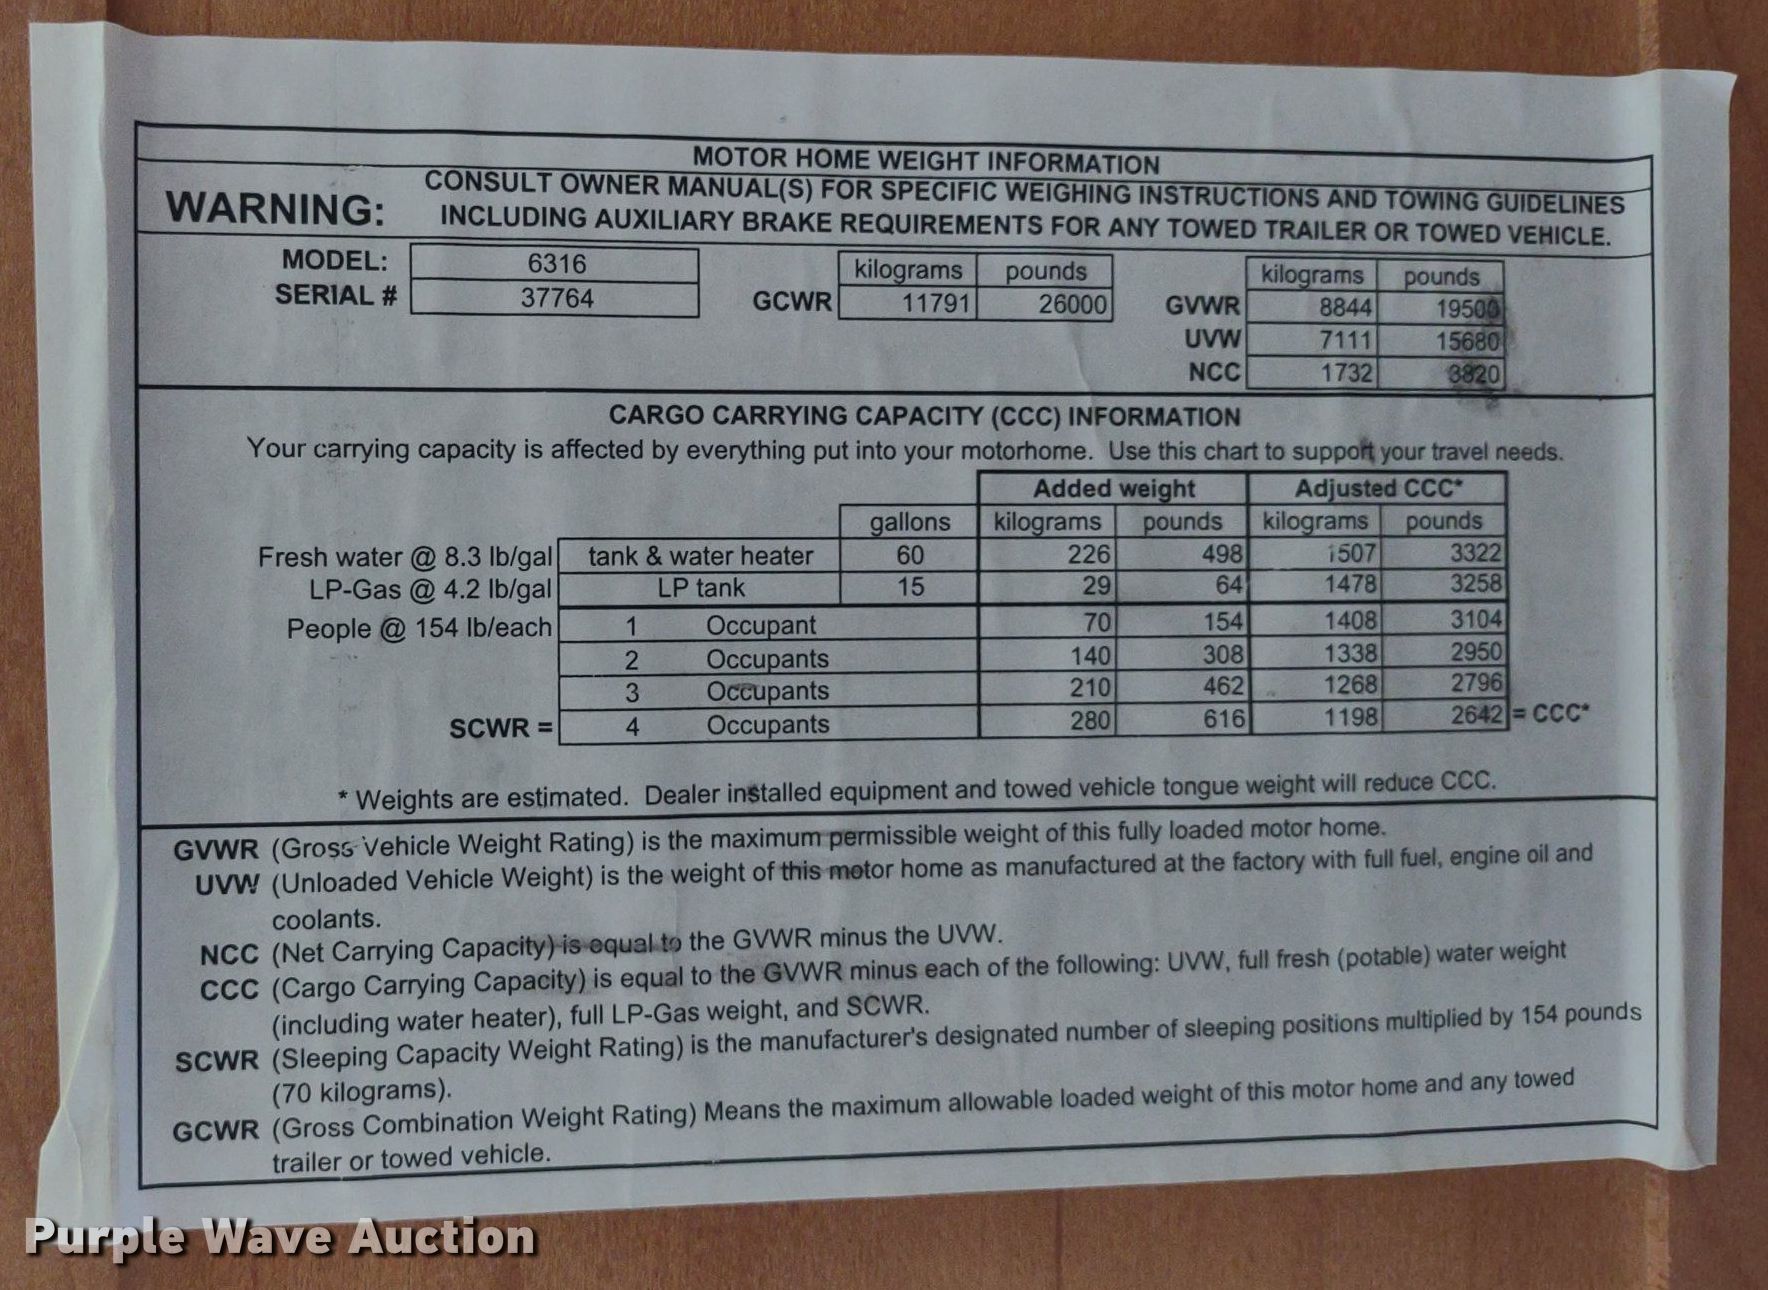 MOTOR HOME WEIGHT INFORMATION
WARNING: CONSULT OWNER MANUAL(S) FOR SPECIFIC WEIGHING INSTRUCTIONS AND TOWING GUIDELINES
INCLUDING AUXILIARY BRAKE REQUIREMENTS FOR ANY TOWED TRAILER OR TOWED VEHICLE.
MODEL: 6316
SERIAL # 37764
kilograms pounds
GCWR 11791 26000
kilograms pounds
GVWR 8844 19500
UVW 7111 15680
NCC 1732 3820
CARGO CARRYING CAPACITY (CCC) INFORMATION
Your carrying capacity is affected by everything put into your motorhome. Use this chart to support your travel needs.
Added weight Adjusted CCC*
gallons kilograms pounds kilograms pounds
Fresh water @ 8.3 lb/gal tank & water heater 60 226 498 1507 3322
LP-Gas @ 4.2 lb/gal LP tank 15 29 64 1478 3258
People @ 154 lb/each 1 Occupant 70 154 1408 3104
2 Occupants 140 308 1338 2950
3 Occupants 210 462 1268 2796
SCWR = 4 Occupants 280 616 1198 2642 = CCC*
* Weights are estimated. Dealer installed equipment and towed vehicle tongue weight will reduce CCC.
GVWR (Gross Vehicle Weight Rating) is the maximum permissible weight of this fully loaded motor home.
UVW (Unloaded Vehicle Weight) is the weight of this motor home as manufactured at the factory with full fuel, engine oil and
coolants.
NCC (Net Carrying Capacity) is equal to the GVWR minus the UVW.
CCC (Cargo Carrying Capacity) is equal to the GVWR minus each of the following: UVW, full fresh (potable) water weight
(including water heater), full LP-Gas weight, and SCWR.
SCWR (Sleeping Capacity Weight Rating) is the manufacturer's designated number of sleeping positions multiplied by 154 pounds
(70 kilograms).
GCWR (Gross Combination Weight Rating) Means the maximum allowable loaded weight of this motor home and any towed
trailer or towed vehicle.
Purple Wave Auction